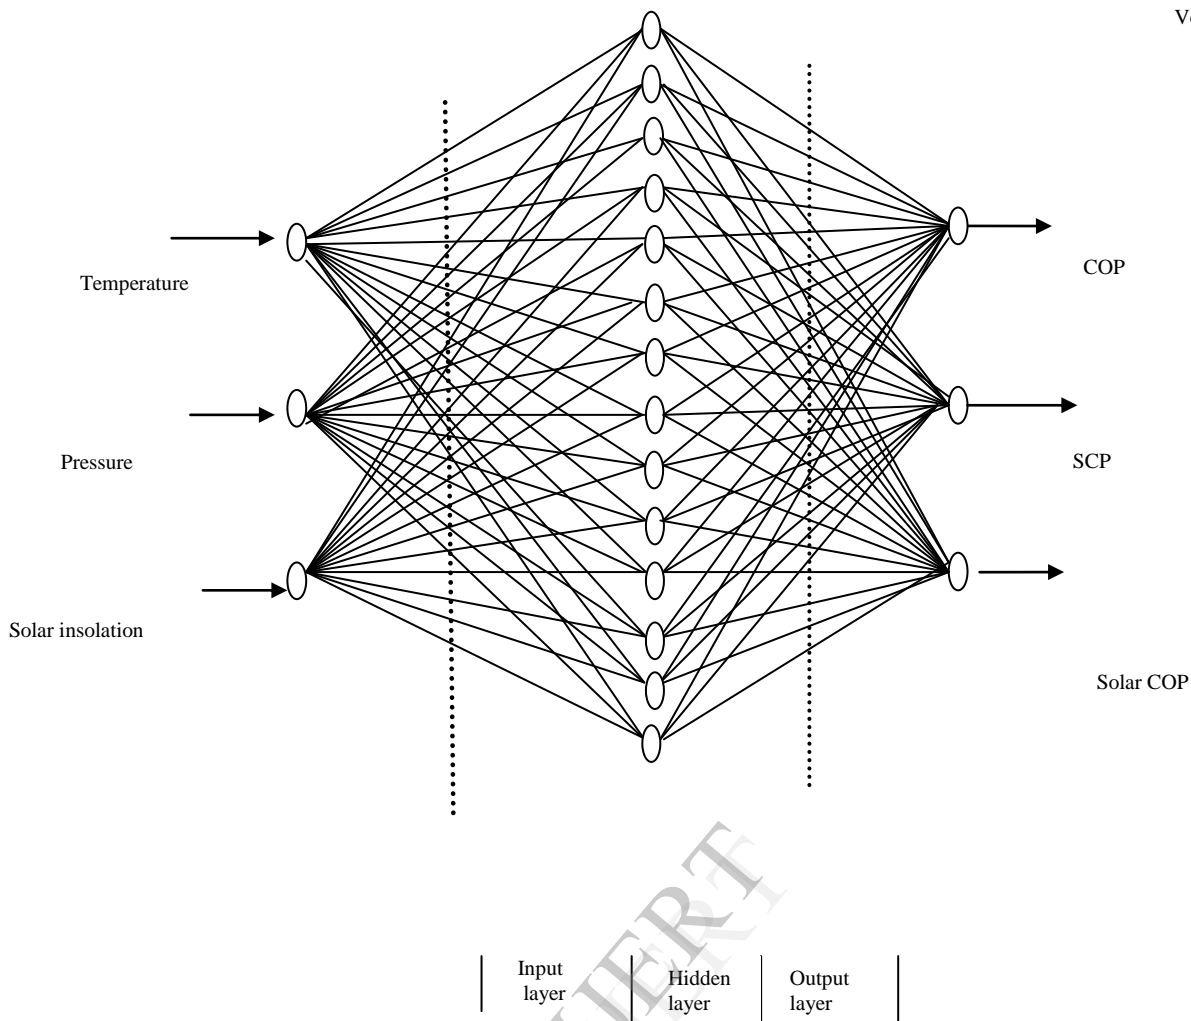 Temperature
COP
Pressure
SCP
Solar insolation
Solar COP
Input
layer
Hidden
layer
Output
layer